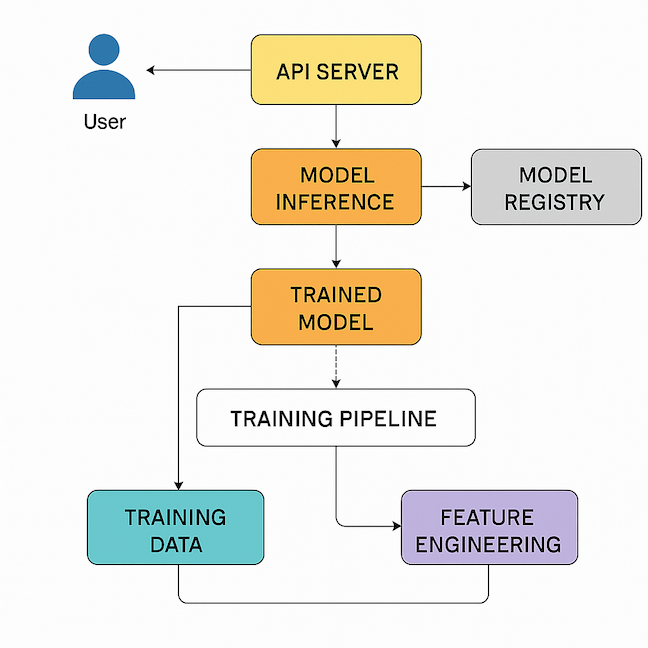 API SERVER
User
MODEL
INFERENCE
MODEL
REGISTRY
TRAINED
MODEL
TRAINING PIPELINE
TRAINING
DATA
FEATURE
ENGINEERING